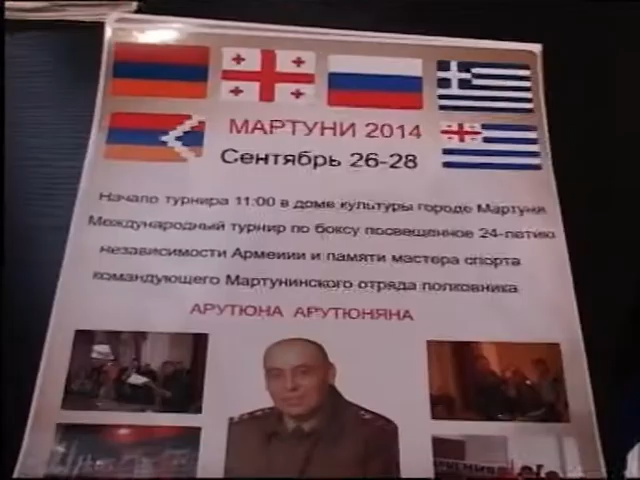 МАРТУНИ 2014
Сентябрь 26-28
Начало турнира 11:00 в доме культуры городе Мартуни
Международный турнир по боксу посвещенное 24-летию
независимости Армении и памяти мастера спорта
командующего Мартунинского отряда полковника
АРУТЮНА АРУТЮНЯНА